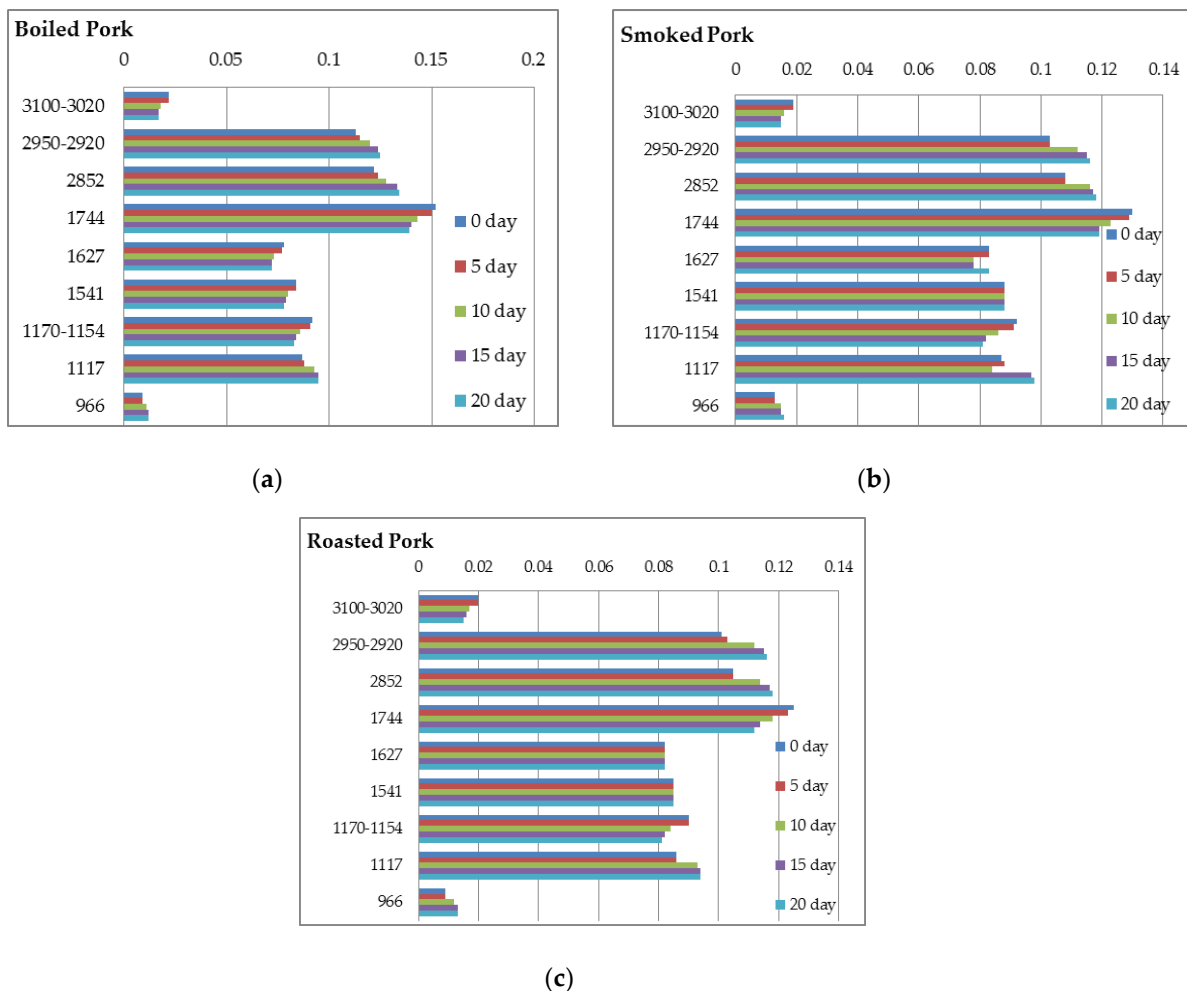 Boiled Pork
0 0.05 0.1 0.15 0.2
3100-3020
2950-2920
2852
1744
1627
1541
1170-1154
1117
966
0 day
5 day
10 day
15 day
20 day
(a)
Smoked Pork
0 0.02 0.04 0.06 0.08 0.1 0.12 0.14
3100-3020
2950-2920
2852
1744
1627
1541
1170-1154
1117
966
0 day
5 day
10 day
15 day
20 day
(b)
Roasted Pork
0 0.02 0.04 0.06 0.08 0.1 0.12 0.14
3100-3020
2950-2920
2852
1744
1627
1541
1170-1154
1117
966
0 day
5 day
10 day
15 day
20 day
(c)